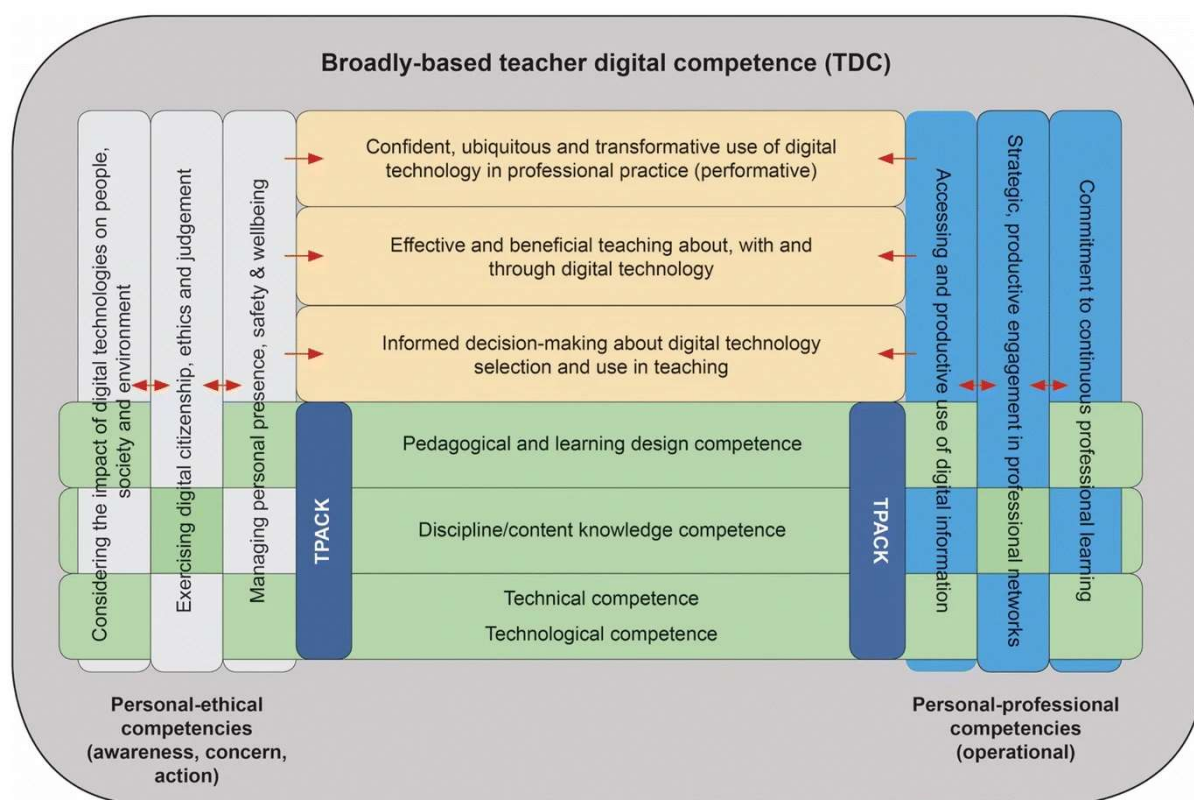 Broadly-based teacher digital competence (TDC)
Considering the impact of digital technologies on people,
society and environment
Exercising digital citizenship, ethics and judgement
Managing personal presence, safety & wellbeing
Confident, ubiquitous and transformative use of digital
technology in professional practice (performative)
Effective and beneficial teaching about, with and
through digital technology
Informed decision-making about digital technology
selection and use in teaching
TPACK
Pedagogical and learning design competence
Discipline/content knowledge competence
Technical competence
Technological competence
TPACK
Accessing and productive use of digital information
Strategic, productive engagement in professional networks
Commitment to continuous professional learning
Personal-ethical
competencies
(awareness, concern,
action)
Personal-professional
competencies
(operational)